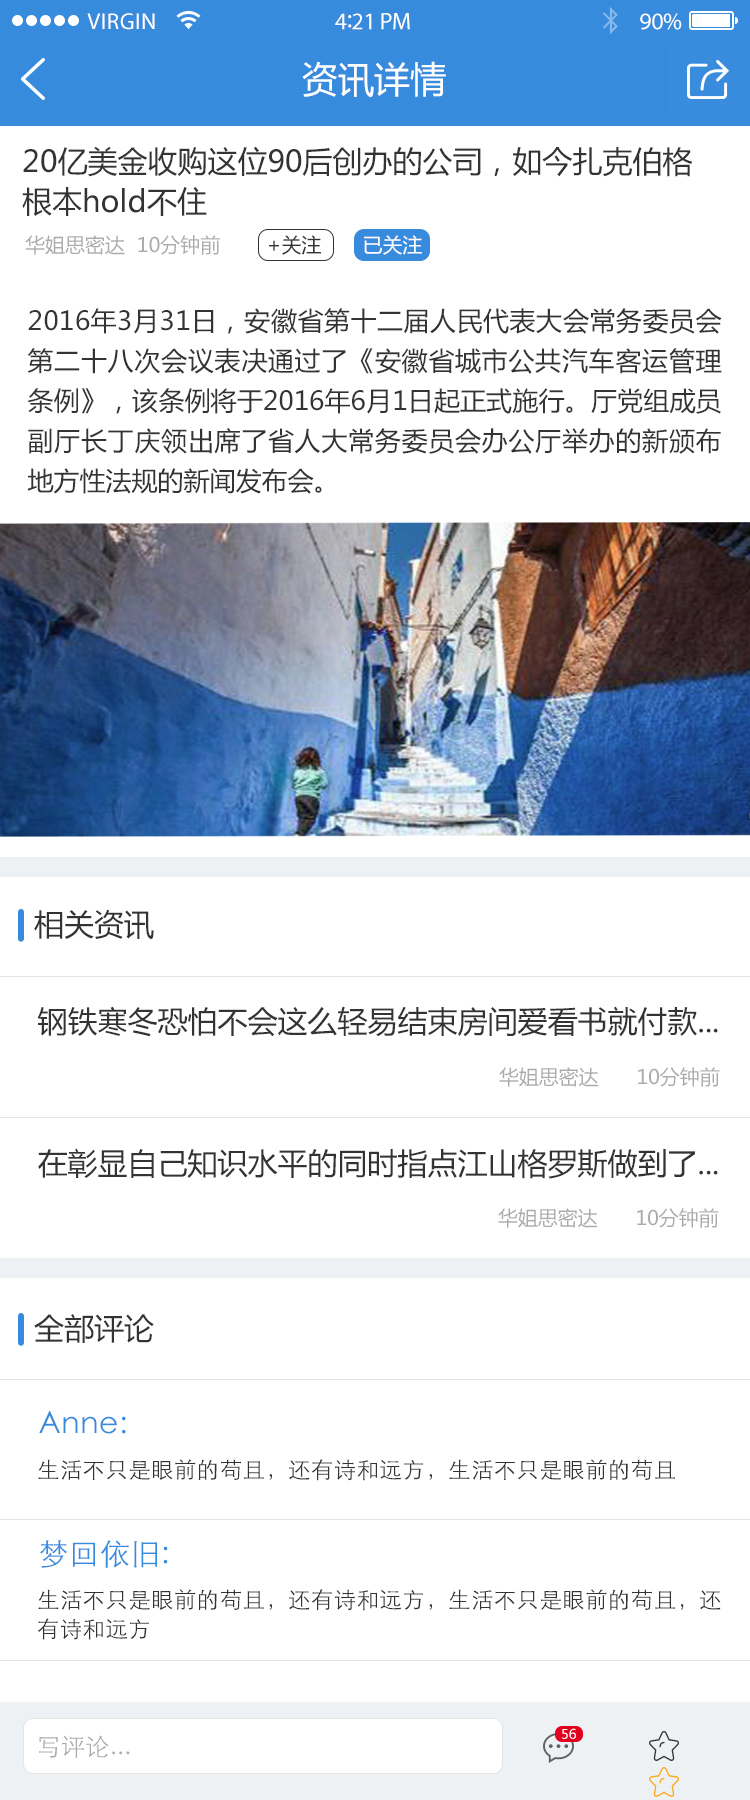 VIRGIN 4:21 PM 90%
资讯详情
20亿美金收购这位90后创办的公司，如今扎克伯格
根本hold不住
华姐思密达 10分钟前 +关注 已关注
2016年3月31日，安徽省第十二届人民代表大会常务委员会
第二十八次会议表决通过了《安徽省城市公共汽车客运管理
条例》，该条例将于2016年6月1日起正式施行。厅党组成员
副厅长丁庆领出席了省人大常务委员会办公厅举办的新颁布
地方性法规的新闻发布会。
相关资讯
钢铁寒冬恐怕不会这么轻易结束房间爱看书就付款...
华姐思密达 10分钟前
在彰显自己知识水平的同时指点江山格罗斯做到了...
华姐思密达 10分钟前
全部评论
Anne:
生活不只是眼前的苟且，还有诗和远方，生活不只是眼前的苟且
梦回依旧:
生活不只是眼前的苟且，还有诗和远方，生活不只是眼前的苟且，还
有诗和远方
写评论... 56